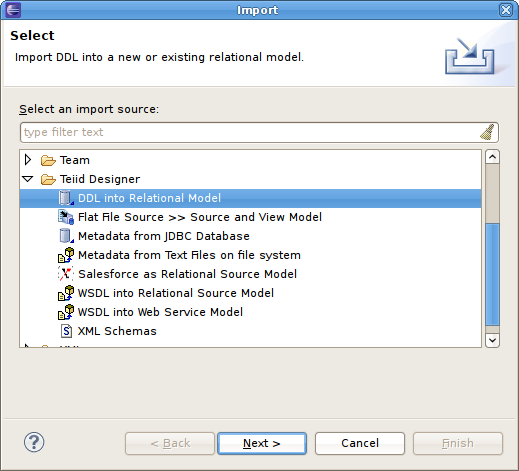 Import
Select
Import DDL into a new or existing relational model.
Select an import source:
type filter text
Team
Teiid Designer
DDL into Relational Model
Flat File Source >> Source and View Model
Metadata from JDBC Database
Metadata from Text Files on file system
Salesforce as Relational Source Model
WSDL into Relational Source Model
WSDL into Web Service Model
XML Schemas
< Back Next > Cancel Finish